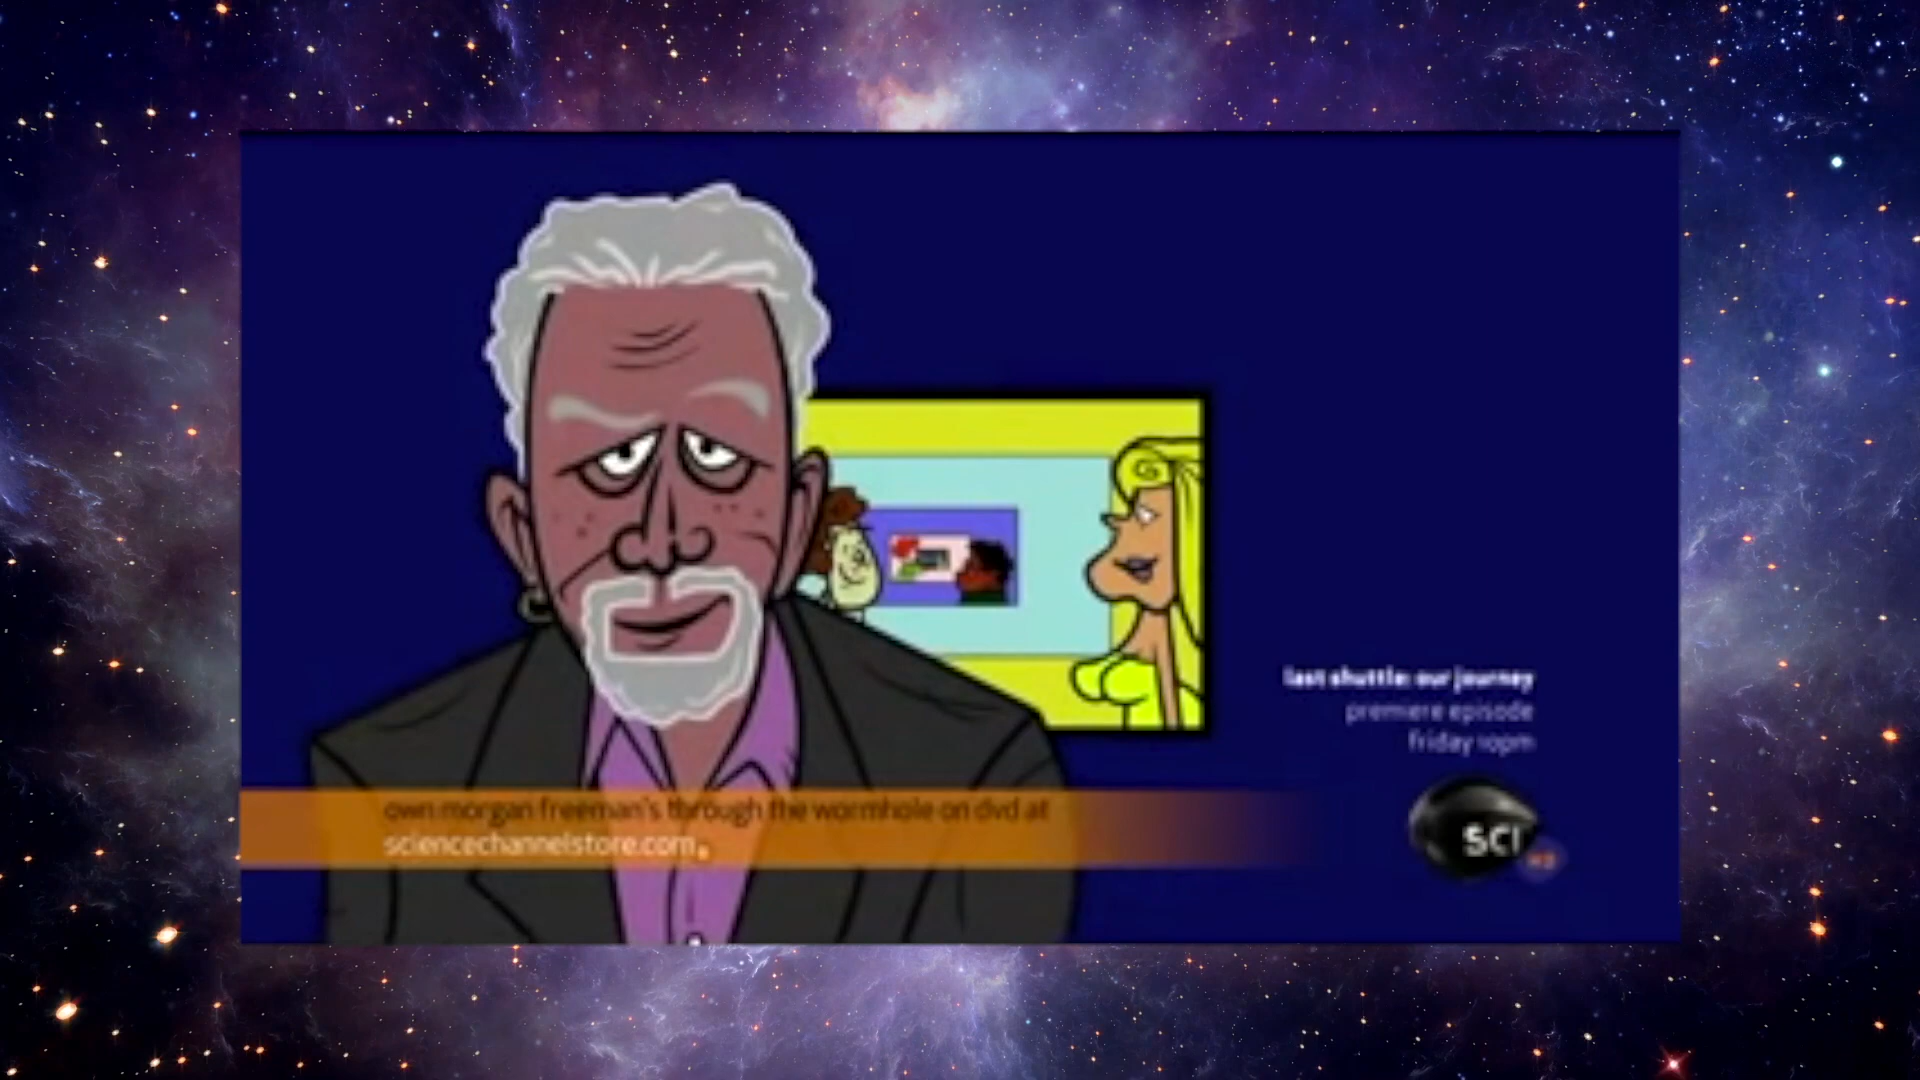 last shuttle: our journey
premiere episode
friday 10pm
own morgan freeman's through the wormhole on dvd at
sciencechannelstore.com.
SCI
HD